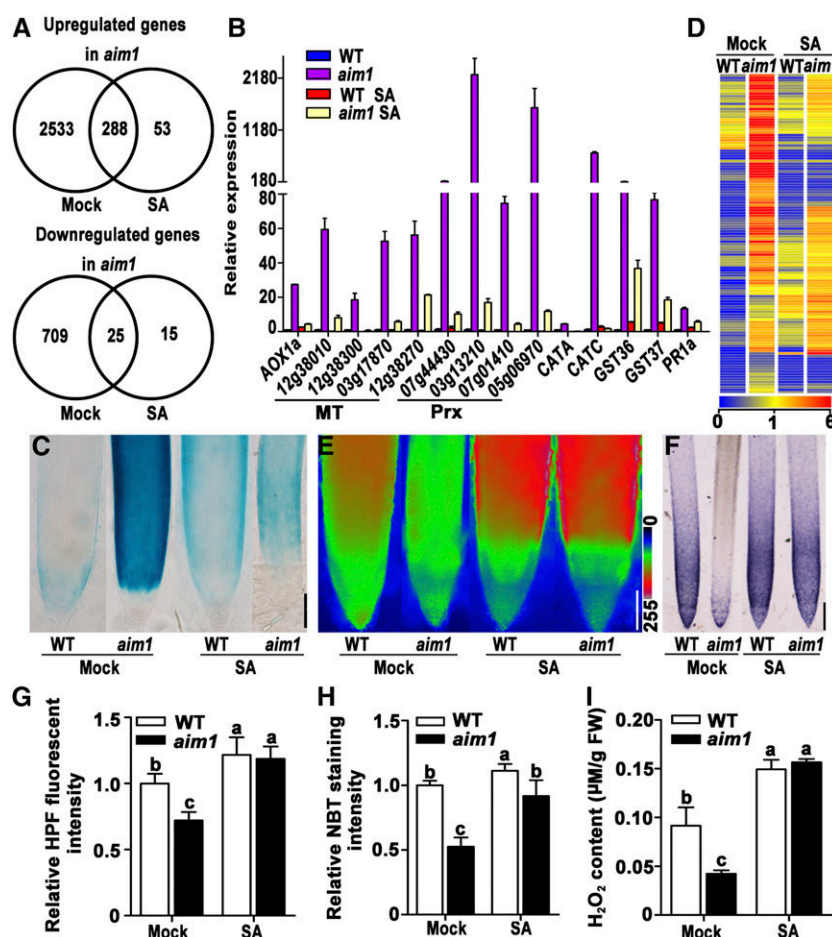 A
Upregulated genes
in aim1
2533
288
53
Mock
SA
Downregulated genes
in aim1
709
25
15
Mock
SA
B
Relative expression
2180
1180
180
80
60
40
20
0
WT
aim1
WT SA
aim1 SA
AOX1a
12g38010
12g38300
03g17870
12g38270
07g44430
03g13210
07g01410
05g06970
CATA
CATC
GST36
GST37
PR1a
MT
Prx
D
Mock
SA
WT aim1 WT aim1
0
1
6
C
WT
aim1
WT
aim1
Mock
SA
E
0
255
WT
aim1
WT
aim1
Mock
SA
F
WT
aim1
WT
aim1
Mock
SA
G
Relative HPF fluorescent
intensity
1.5
1.0
0.5
0
WT
aim1
b
c
a
a
Mock
SA
H
Relative NBT staining
intensity
1.5
1.0
0.5
0
WT
aim1
b
c
a
b
Mock
SA
I
H₂O₂ content (µM/g FW)
0.20
0.15
0.10
0.05
0.00
WT
aim1
b
c
a
a
Mock
SA